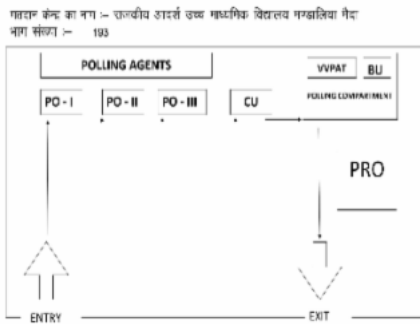 मतदान केन्द्र का नाम :– राजकीय आदर्श उच्च माध्यमिक विद्यालय मण्डालिया मैदा
भाग संख्या :– 193
POLLING AGENTS
VVPAT BU
PO - I PO - II PO - III CU
POLLING COMPARTMENT
PRO
ENTRY EXIT